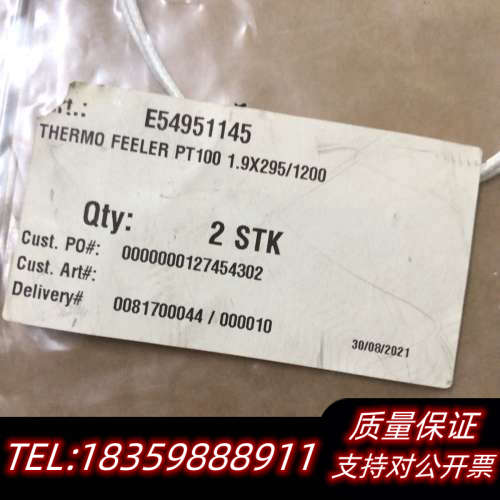 rt.: E54951145
THERMO FEELER PT100 1.9X295/1200
Qty: 2 STK
Cust. PO#: 0000000127454302
Cust. Art#:
Delivery# 0081700044 / 000010
30/08/2021
TEL:18359888911
质量保证
支持对公开票